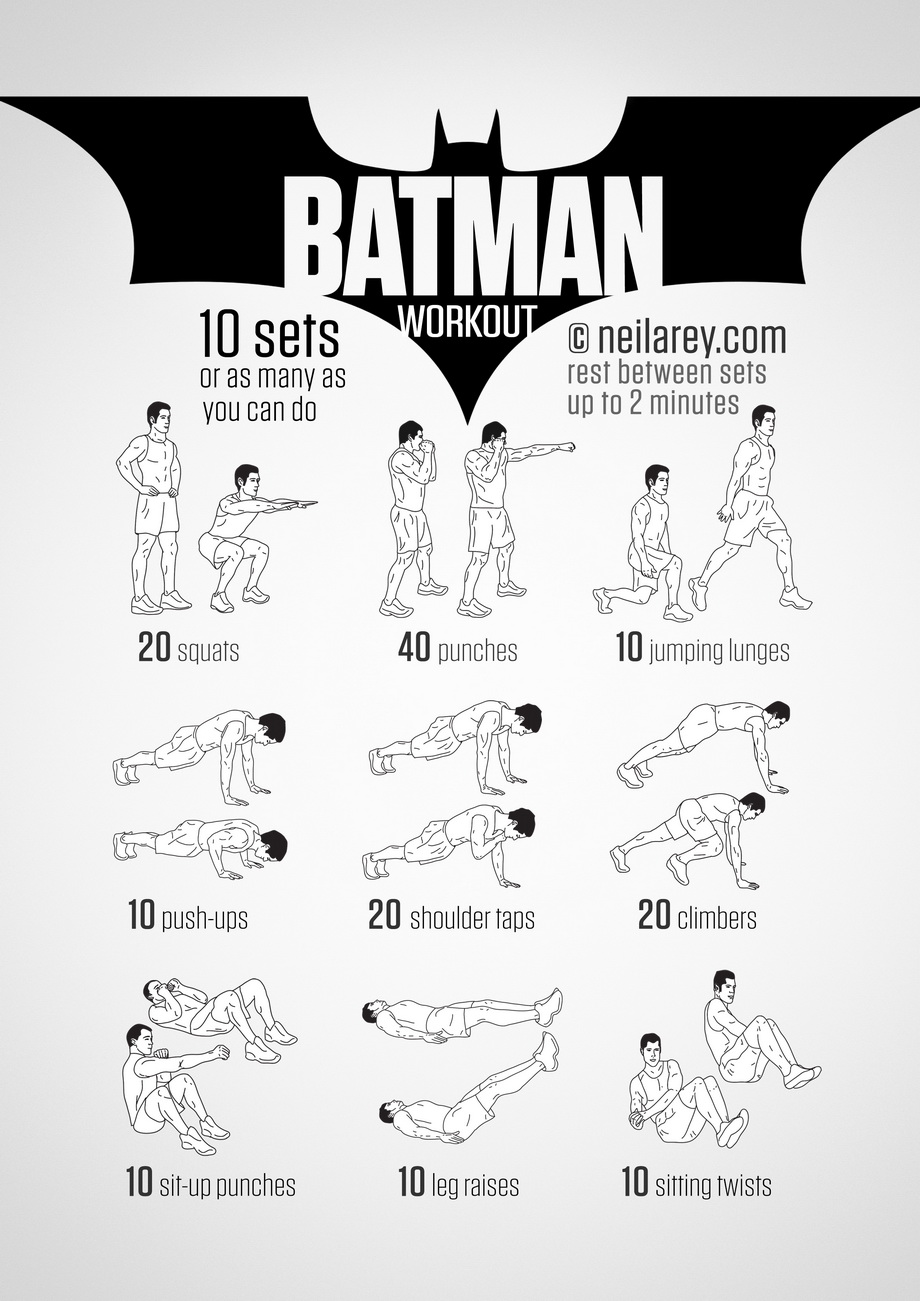 BATMAN
WORKOUT
10 sets
or as many as
you can do
© neilarey.com
rest between sets
up to 2 minutes
20 squats
40 punches
10 jumping lunges
10 push-ups
20 shoulder taps
20 climbers
10 sit-up punches
10 leg raises
10 sitting twists